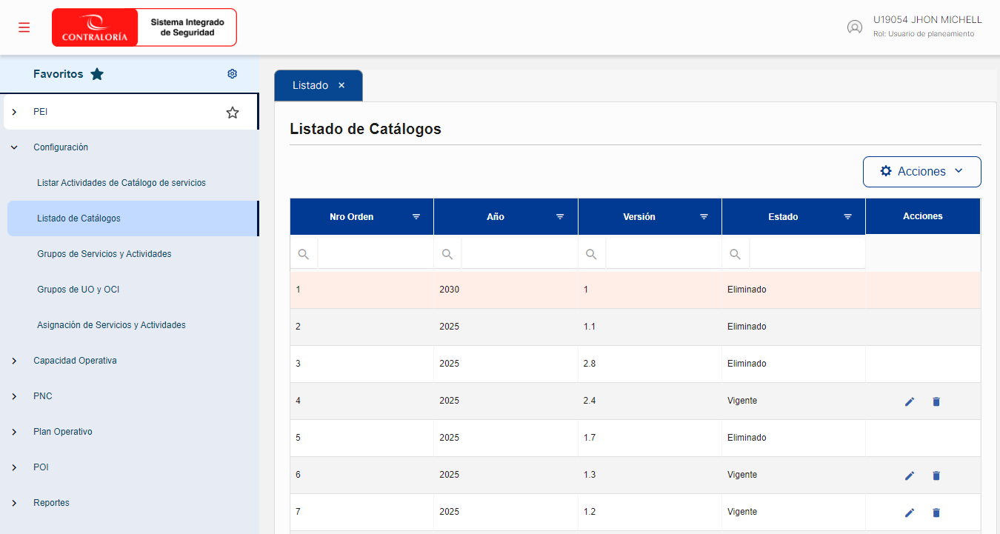 CONTRALORÍA
Sistema Integrado
de Seguridad
U19054 JHON MICHELL
Rol: Usuario de planeamiento
Favoritos
PEI
Configuración
Listar Actividades de Catálogo de servicios
Listado de Catálogos
Grupos de Servicios y Actividades
Grupos de UO y OCI
Asignación de Servicios y Actividades
Capacidad Operativa
PNC
Plan Operativo
POI
Reportes
Listado ×
Listado de Catálogos
Acciones
Nro Orden Año Versión Estado Acciones
1 2030 1 Eliminado
2 2025 1.1 Eliminado
3 2025 2.8 Eliminado
4 2025 2.4 Vigente
5 2025 1.7 Eliminado
6 2025 1.3 Vigente
7 2025 1.2 Vigente